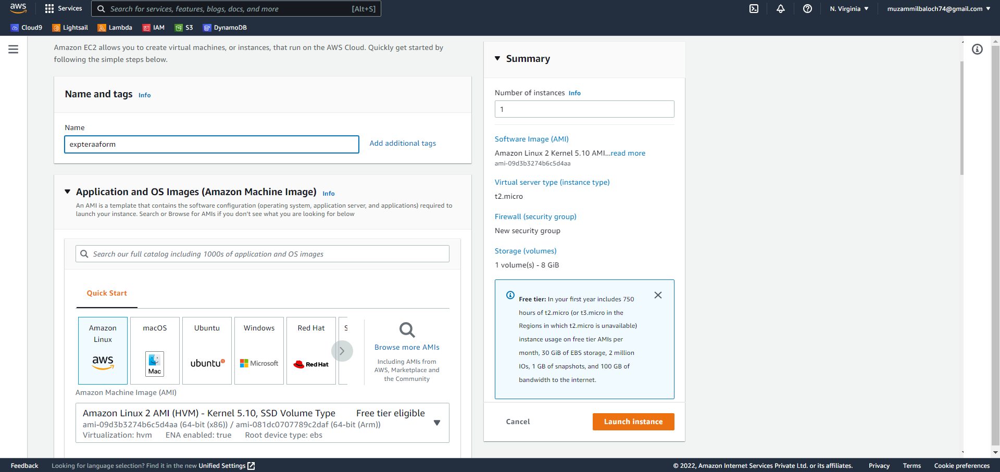 aws
Services
Search for services, features, blogs, docs, and more [Alt+S]
N. Virginia
muzammilbaloch74@gmail.com
Cloud9 Lightsail Lambda IAM S3 DynamoDB
Amazon EC2 allows you to create virtual machines, or instances, that run on the AWS Cloud. Quickly get started by
following the simple steps below.
Name and tags Info
Name
expteraaform
Add additional tags
Application and OS Images (Amazon Machine Image) Info
An AMI is a template that contains the software configuration (operating system, application server, and applications) required to
launch your instance. Search or Browse for AMIs if you don't see what you are looking for below
Search our full catalog including 1000s of application and OS images
Quick Start
Amazon
Linux
aws
macOS
Mac
Ubuntu
ubuntu
Windows
Microsoft
Red Hat
Red Hat
S
Browse more AMIs
Including AMIs from
AWS, Marketplace and
the Community
Amazon Machine Image (AMI)
Amazon Linux 2 AMI (HVM) - Kernel 5.10, SSD Volume Type Free tier eligible
ami-09d3b3274b6c5d4aa (64-bit (x86)) / ami-081dc0707789c2daf (64-bit (Arm))
Virtualization: hvm ENA enabled: true Root device type: ebs
Summary
Number of instances Info
1
Software Image (AMI)
Amazon Linux 2 Kernel 5.10 AMI...read more
ami-09d3b3274b6c5d4aa
Virtual server type (instance type)
t2.micro
Firewall (security group)
New security group
Storage (volumes)
1 volume(s) - 8 GiB
Free tier: In your first year includes 750
hours of t2.micro (or t3.micro in the
Regions in which t2.micro is unavailable)
instance usage on free tier AMIs per
month, 30 GiB of EBS storage, 2 million
IOs, 1 GB of snapshots, and 100 GB of
bandwidth to the internet.
Cancel
Launch instance
Feedback Looking for language selection? Find it in the new Unified Settings
© 2022, Amazon Internet Services Private Ltd. or its affiliates. Privacy Terms Cookie preferences